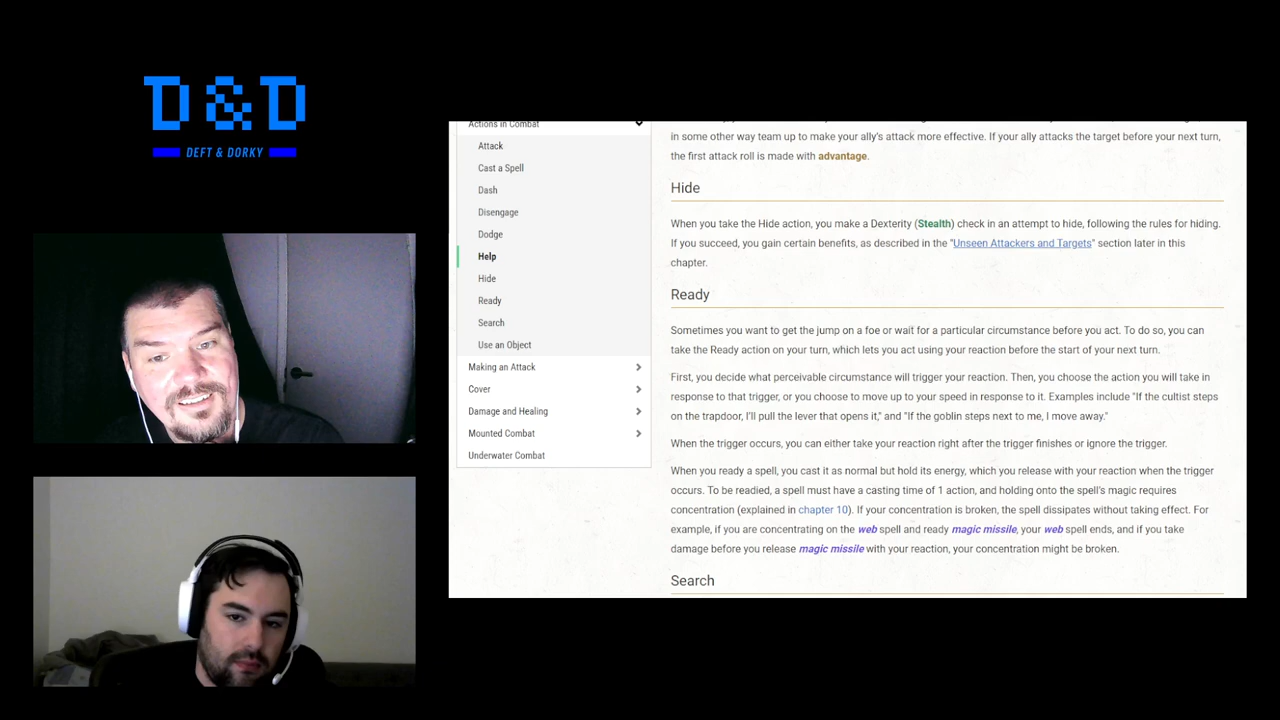 D & D
DEFT & DORKY
Actions in Combat
Attack
Cast a Spell
Dash
Disengage
Dodge
Help
Hide
Ready
Search
Use an Object
Making an Attack
Cover
Damage and Healing
Mounted Combat
Underwater Combat
in some other way team up to make your ally's attack more effective. If your ally attacks the target before your next turn,
the first attack roll is made with advantage.
Hide
When you take the Hide action, you make a Dexterity (Stealth) check in an attempt to hide, following the rules for hiding.
If you succeed, you gain certain benefits, as described in the "Unseen Attackers and Targets" section later in this
chapter.
Ready
Sometimes you want to get the jump on a foe or wait for a particular circumstance before you act. To do so, you can
take the Ready action on your turn, which lets you act using your reaction before the start of your next turn.
First, you decide what perceivable circumstance will trigger your reaction. Then, you choose the action you will take in
response to that trigger, or you choose to move up to your speed in response to it. Examples include "If the cultist steps
on the trapdoor, I'll pull the lever that opens it," and "If the goblin steps next to me, I move away."
When the trigger occurs, you can either take your reaction right after the trigger finishes or ignore the trigger.
When you ready a spell, you cast it as normal but hold its energy, which you release with your reaction when the trigger
occurs. To be readied, a spell must have a casting time of 1 action, and holding onto the spell's magic requires
concentration (explained in chapter 10). If your concentration is broken, the spell dissipates without taking effect. For
example, if you are concentrating on the web spell and ready magic missile, your web spell ends, and if you take
damage before you release magic missile with your reaction, your concentration might be broken.
Search